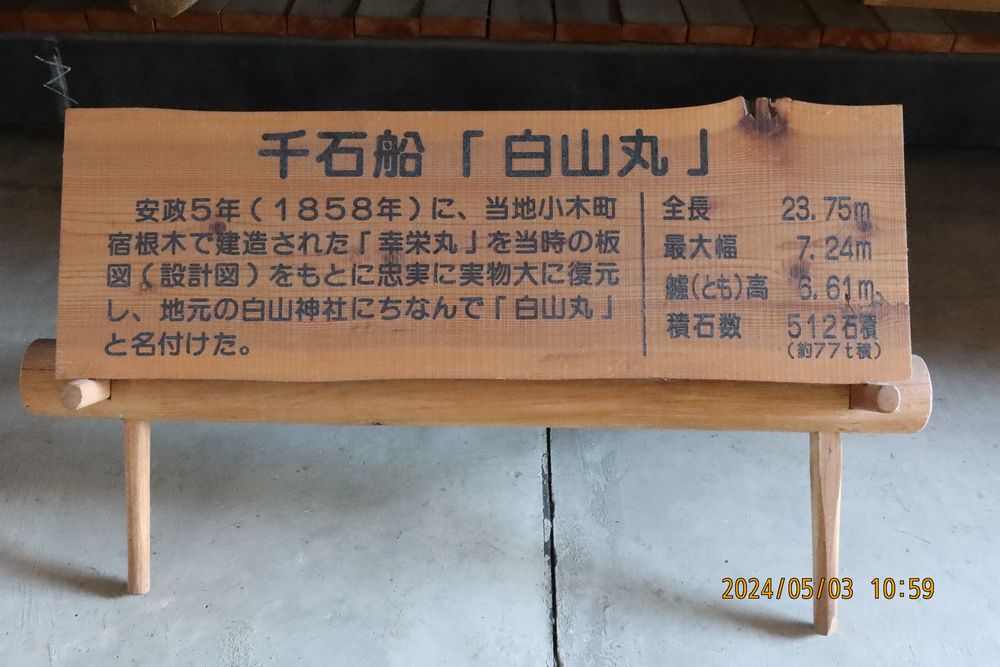 千石船「白山丸」
安政5年(1858年)に、当地小木町
宿根木で建造された「幸栄丸」を当時の板
図(設計図)をもとに忠実に実物大に復元
し、地元の白山神社にちなんで「白山丸」
と名付けた。
全長 23.75m
最大幅 7.24m
艫(とも)高 6.61m
積石数 512石積
(約77t積)
2024/05/03 10:59